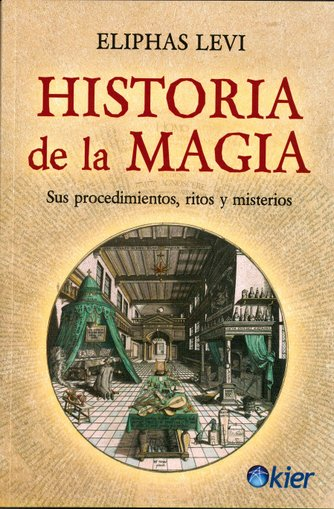 ELIPHAS LEVI
HISTORIA
de la MAGIA
Sus procedimientos, ritos y misterios
kier